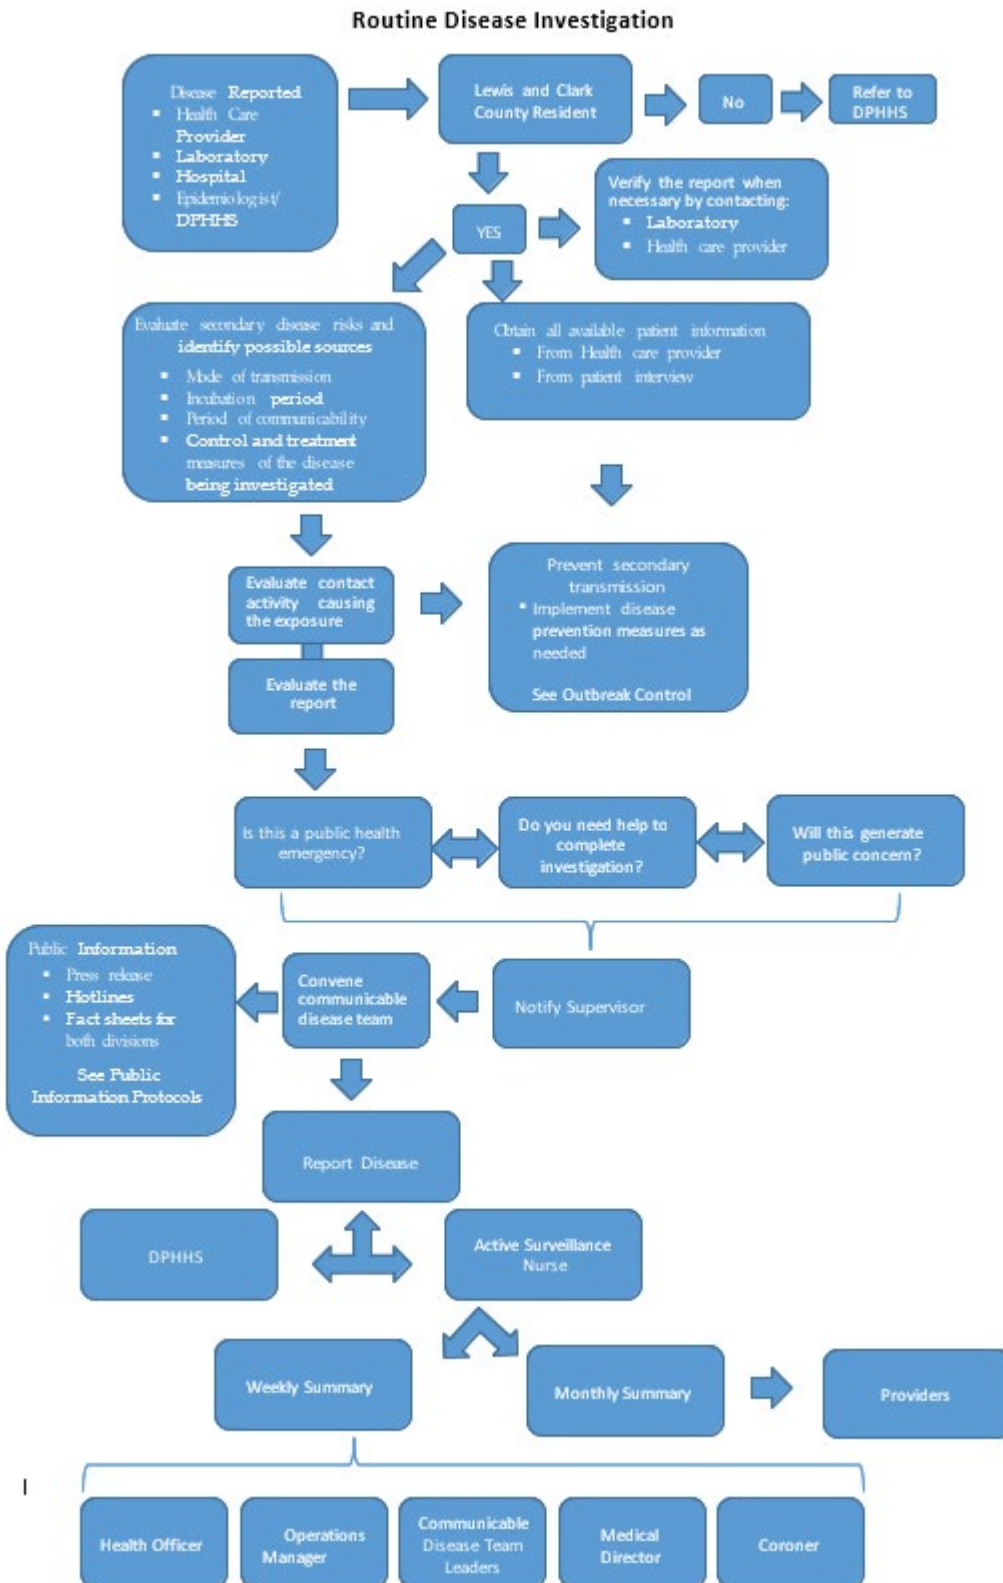 Routine Disease Investigation
Disease Reported
▪ Health Care
Provider
▪ Laboratory
▪ Hospital
▪ Epidemiologist/
DPHHS
Lewis and Clark
County Resident
No
Refer to
DPHHS
YES
Verify the report when
necessary by contacting:
▪ Laboratory
▪ Health care provider
Evaluate secondary disease risks and
identify possible sources
▪ Mode of transmission
▪ Incubation period
▪ Period of communicability
▪ Control and treatment
measures of the disease
being investigated
Obtain all available patient information
▪ From Health care provider
▪ From patient interview
Evaluate contact
activity causing
the exposure
Prevent secondary
transmission
▪ Implement disease
prevention measures as
needed
See Outbreak Control
Evaluate the
report
Is this a public health
emergency?
Do you need help to
complete
investigation?
Will this generate
public concern?
Public Information
▪ Press release
▪ Hotlines
▪ Fact sheets for
both divisions
See Public
Information Protocols
Convene
communicable
disease team
Notify Supervisor
Report Disease
DPHHS
Active Surveillance
Nurse
Weekly Summary
Monthly Summary
Providers
l
Health Officer
Operations
Manager
Communicable
Disease Team
Leaders
Medical
Director
Coroner